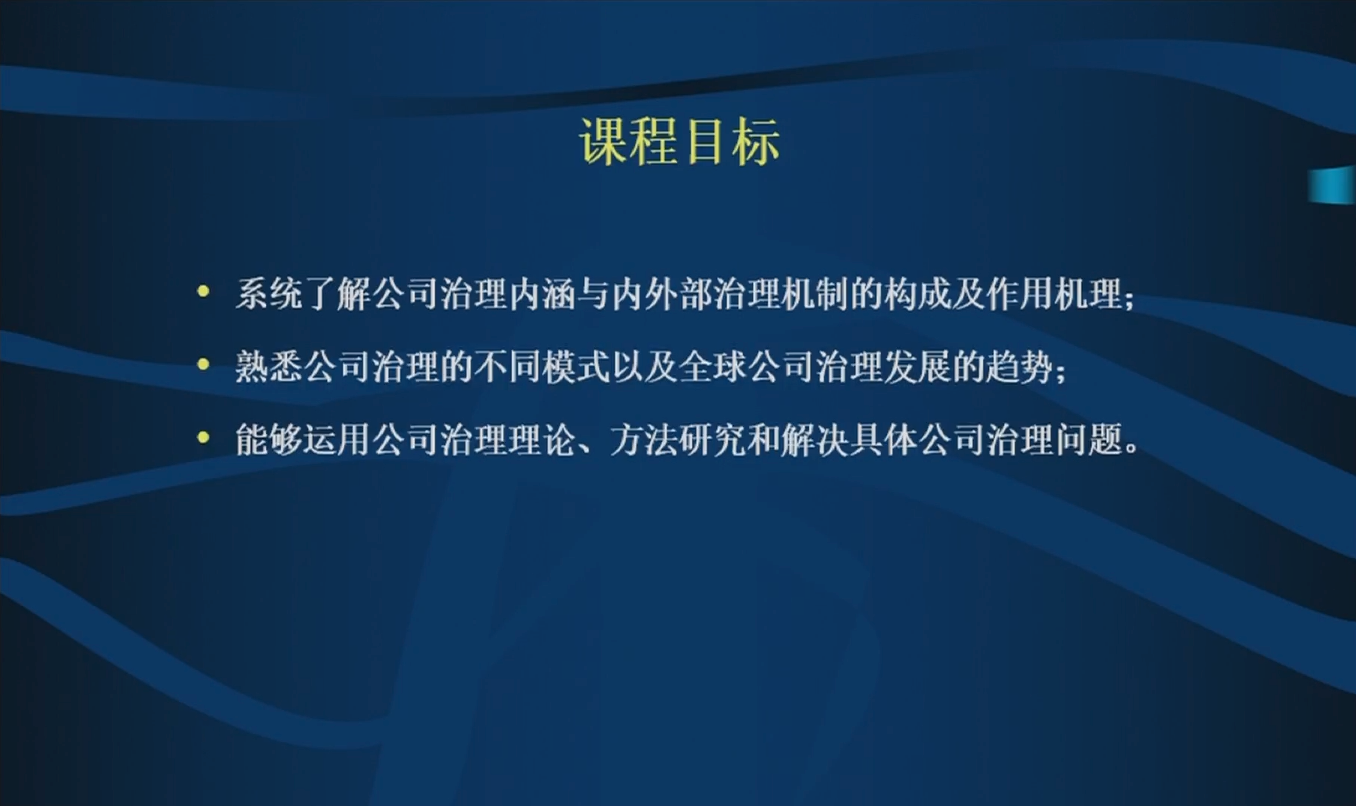 课程目标
• 系统了解公司治理内涵与内外部治理机制的构成及作用机理；
• 熟悉公司治理的不同模式以及全球公司治理发展的趋势；
• 能够运用公司治理理论、方法研究和解决具体公司治理问题。